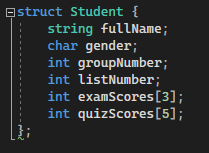 struct Student {
string fullName;
char gender;
int groupNumber;
int listNumber;
int examScores[3];
int quizScores[5];
};